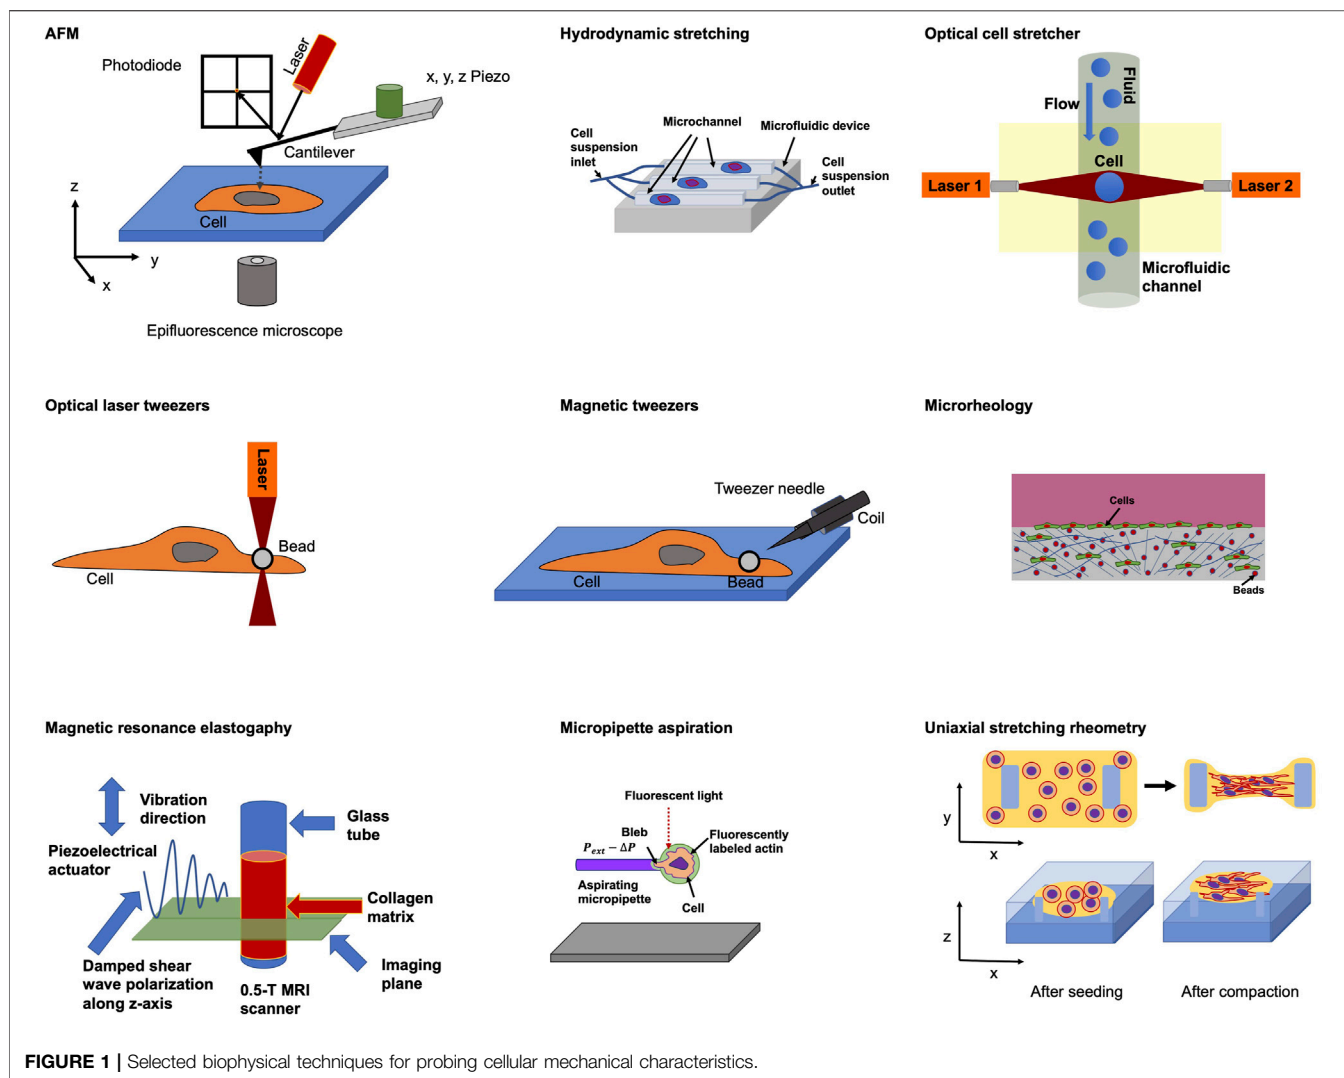 AFM
Photodiode
Laser
x, y, z Piezo
Cantilever
Cell
z
y
x
Epifluorescence microscope
Hydrodynamic stretching
Microchannel
Microfluidic device
Cell
suspension
inlet
Cell
suspension
outlet
Optical cell stretcher
Fluid
Flow
Cell
Laser 1
Laser 2
Microfluidic
channel
Optical laser tweezers
Laser
Bead
Cell
Magnetic tweezers
Tweezer needle
Coil
Cell
Bead
Microrheology
Cells
Beads
Magnetic resonance elastogaphy
Vibration
direction
Glass
tube
Piezoelectrical
actuator
Collagen
matrix
Damped shear
wave polarization
along z-axis
0.5-T MRI
scanner
Imaging
plane
Micropipette aspiration
Fluorescent light
Bleb
Fluorescently
labeled actin
P_ext − ΔP
Aspirating
micropipette
Cell
Uniaxial stretching rheometry
y
x
z
x
After seeding
After compaction
FIGURE 1 | Selected biophysical techniques for probing cellular mechanical characteristics.